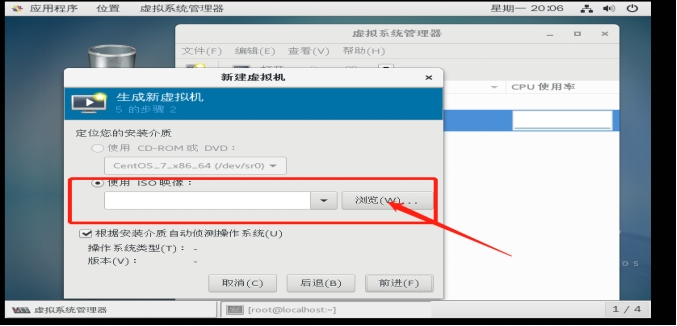 应用程序 位置 虚拟系统管理器 星期一 20:06
虚拟系统管理器
文件(F) 编辑(E) 查看(V) 帮助(H)
CPU 使用率
新建虚拟机
生成新虚拟机
5 的步骤 2
定位您的安装介质
使用 CD-ROM 或 DVD：
CentOS_7_x86_64 (/dev/sr0)
使用 ISO 映像：
浏览(W)...
根据安装介质自动侦测操作系统(U)
操作系统类型(T)： -
版本(V)： -
取消(C) 后退(B) 前进(F)
OS
虚拟系统管理器 [root@localhost:~] 1 / 4